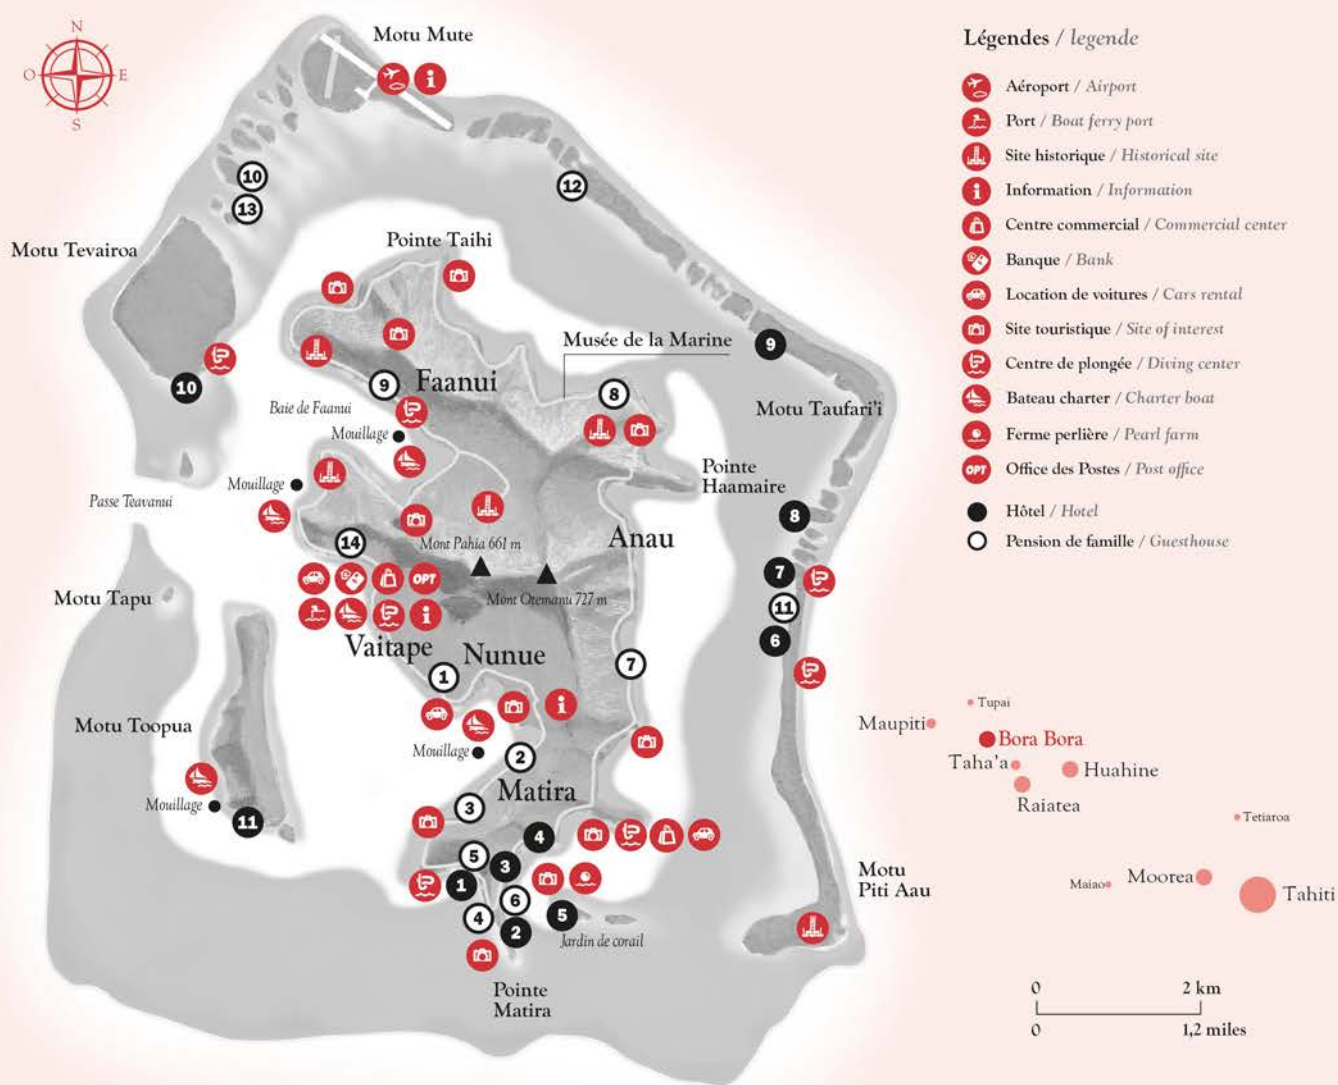 N
O
E
S
Motu Mute
10
13
12
Motu Tevairoa
Pointe Taihi
Musée de la Marine
9
10
9
Faanui
8
Motu Taufari'i
Baie de Faanui
Mouillage
Pointe
Haamaire
Mouillage
Passe Teavanui
8
14
Mont Pahia 661 m
Anau
OPT
7
Mont Otemanu 727 m
Motu Tapu
11
Vaitape
Nunue
6
1
7
Motu Toopua
Mouillage
2
Matira
Mouillage
3
11
4
5
3
1
6
4
5
2
Jardin de corail
Motu
Piti Aau
Pointe
Matira
Légendes / legende
Aéroport / Airport
Port / Boat ferry port
Site historique / Historical site
Information / Information
Centre commercial / Commercial center
Banque / Bank
Location de voitures / Cars rental
Site touristique / Site of interest
Centre de plongée / Diving center
Bateau charter / Charter boat
Ferme perlière / Pearl farm
OPT Office des Postes / Post office
Hôtel / Hotel
Pension de famille / Guesthouse
Tupai
Maupiti
Bora Bora
Taha'a
Huahine
Raiatea
Tetiaroa
Maiao
Moorea
Tahiti
0 2 km
0 1,2 miles